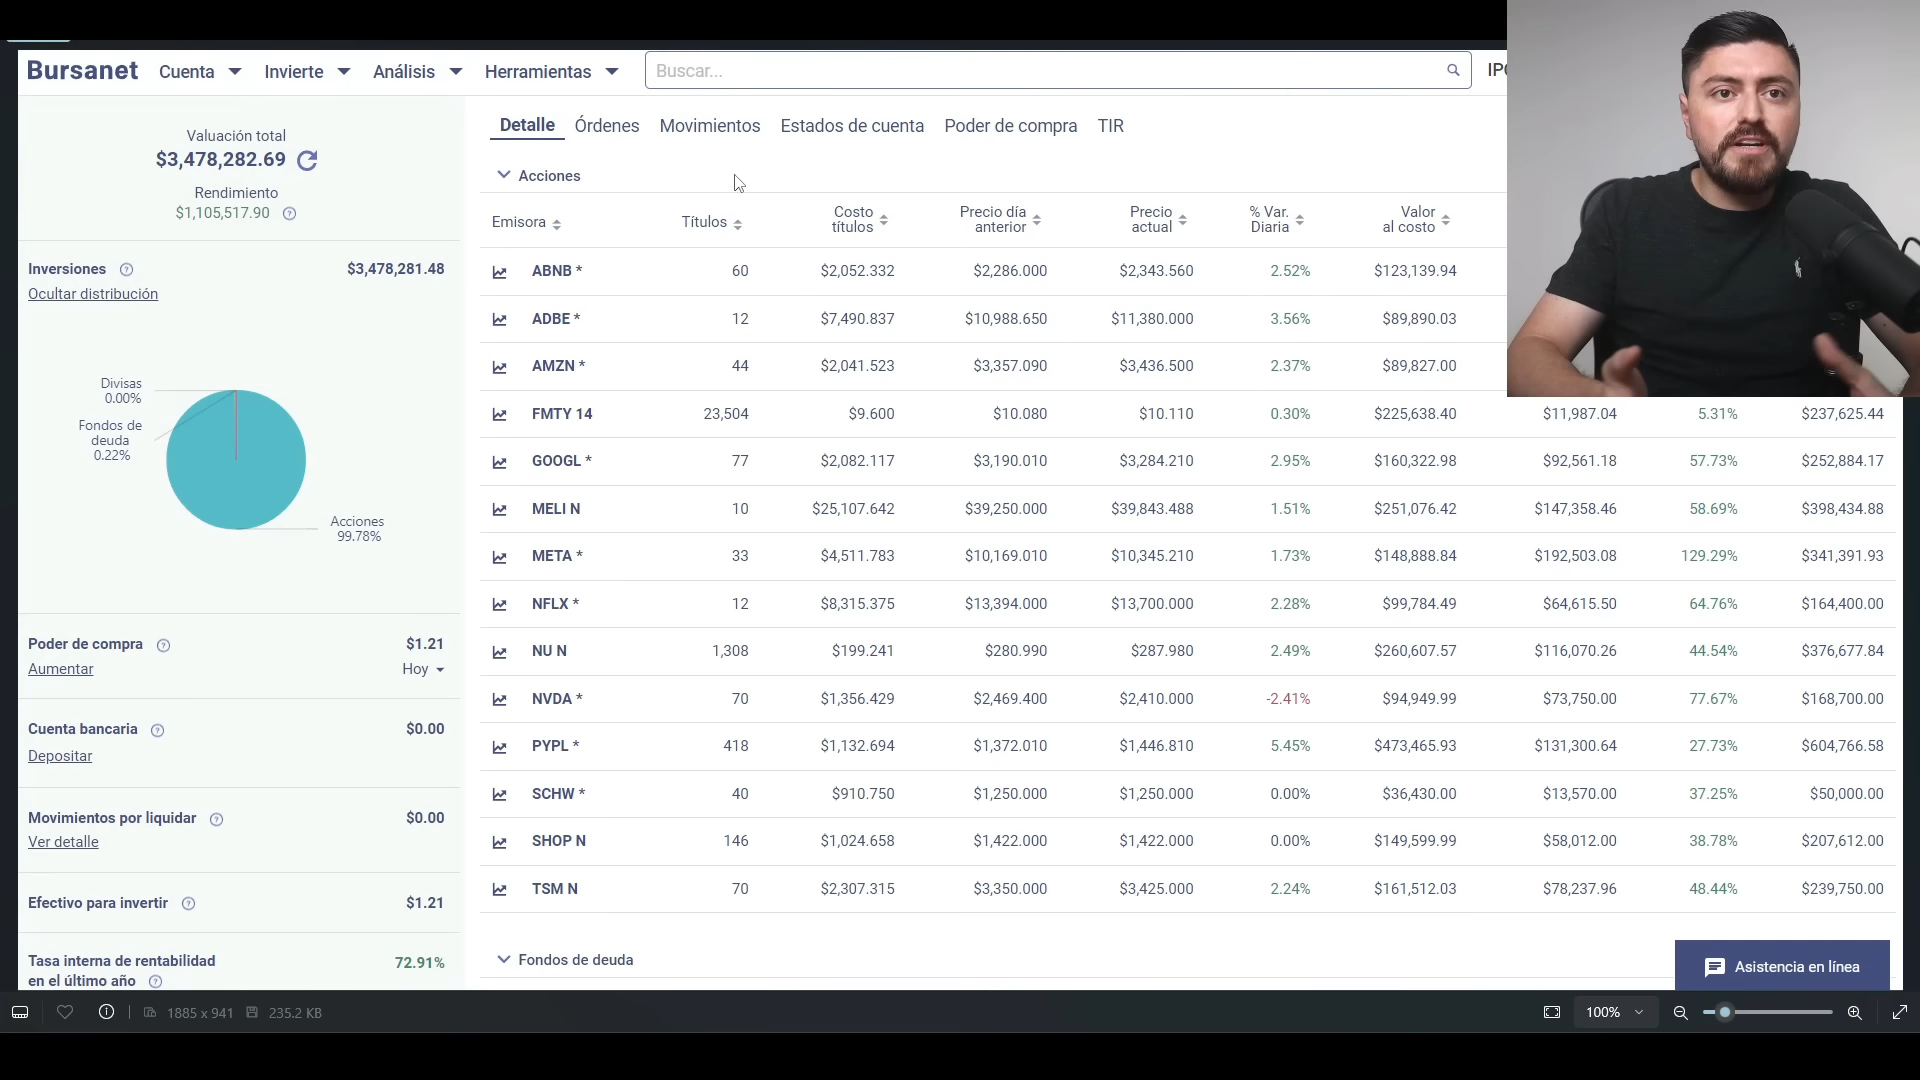 Bursanet Cuenta Invierte Análisis Herramientas Buscar...
Valuación total
$3,478,282.69
Rendimiento
$1,105,517.90
Inversiones $3,478,281.48
Ocultar distribución
Divisas
0.00%
Fondos de
deuda
0.22%
Acciones
99.78%
Poder de compra $1.21
Aumentar Hoy
Cuenta bancaria $0.00
Depositar
Movimientos por liquidar $0.00
Ver detalle
Efectivo para invertir $1.21
Tasa interna de rentabilidad
en el último año 72.91%
Detalle Órdenes Movimientos Estados de cuenta Poder de compra TIR
Acciones
Emisora Títulos Costo títulos Precio día anterior Precio actual % Var. Diaria Valor al costo
ABNB * 60 $2,052.332 $2,286.000 $2,343.560 2.52% $123,139.94
ADBE * 12 $7,490.837 $10,988.650 $11,380.000 3.56% $89,890.03
AMZN * 44 $2,041.523 $3,357.090 $3,436.500 2.37% $89,827.00
FMTY 14 23,504 $9.600 $10.080 $10.110 0.30% $225,638.40 $11,987.04 5.31% $237,625.44
GOOGL * 77 $2,082.117 $3,190.010 $3,284.210 2.95% $160,322.98 $92,561.18 57.73% $252,884.17
MELI N 10 $25,107.642 $39,250.000 $39,843.488 1.51% $251,076.42 $147,358.46 58.69% $398,434.88
META * 33 $4,511.783 $10,169.010 $10,345.210 1.73% $148,888.84 $192,503.08 129.29% $341,391.93
NFLX * 12 $8,315.375 $13,394.000 $13,700.000 2.28% $99,784.49 $64,615.50 64.76% $164,400.00
NU N 1,308 $199.241 $280.990 $287.980 2.49% $260,607.57 $116,070.26 44.54% $376,677.84
NVDA * 70 $1,356.429 $2,469.400 $2,410.000 -2.41% $94,949.99 $73,750.00 77.67% $168,700.00
PYPL * 418 $1,132.694 $1,372.010 $1,446.810 5.45% $473,465.93 $131,300.64 27.73% $604,766.58
SCHW * 40 $910.750 $1,250.000 $1,250.000 0.00% $36,430.00 $13,570.00 37.25% $50,000.00
SHOP N 146 $1,024.658 $1,422.000 $1,422.000 0.00% $149,599.99 $58,012.00 38.78% $207,612.00
TSM N 70 $2,307.315 $3,350.000 $3,425.000 2.24% $161,512.03 $78,237.96 48.44% $239,750.00
Fondos de deuda
Asistencia en línea
1885 x 941 235.2 KB 100%